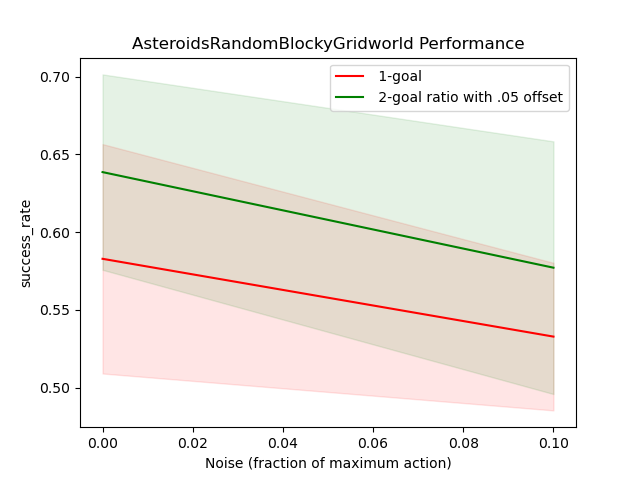 AsteroidsRandomBlockyGridworld Performance
1-goal
2-goal ratio with .05 offset
success_rate
0.70
0.65
0.60
0.55
0.50
0.00 0.02 0.04 0.06 0.08 0.10
Noise (fraction of maximum action)